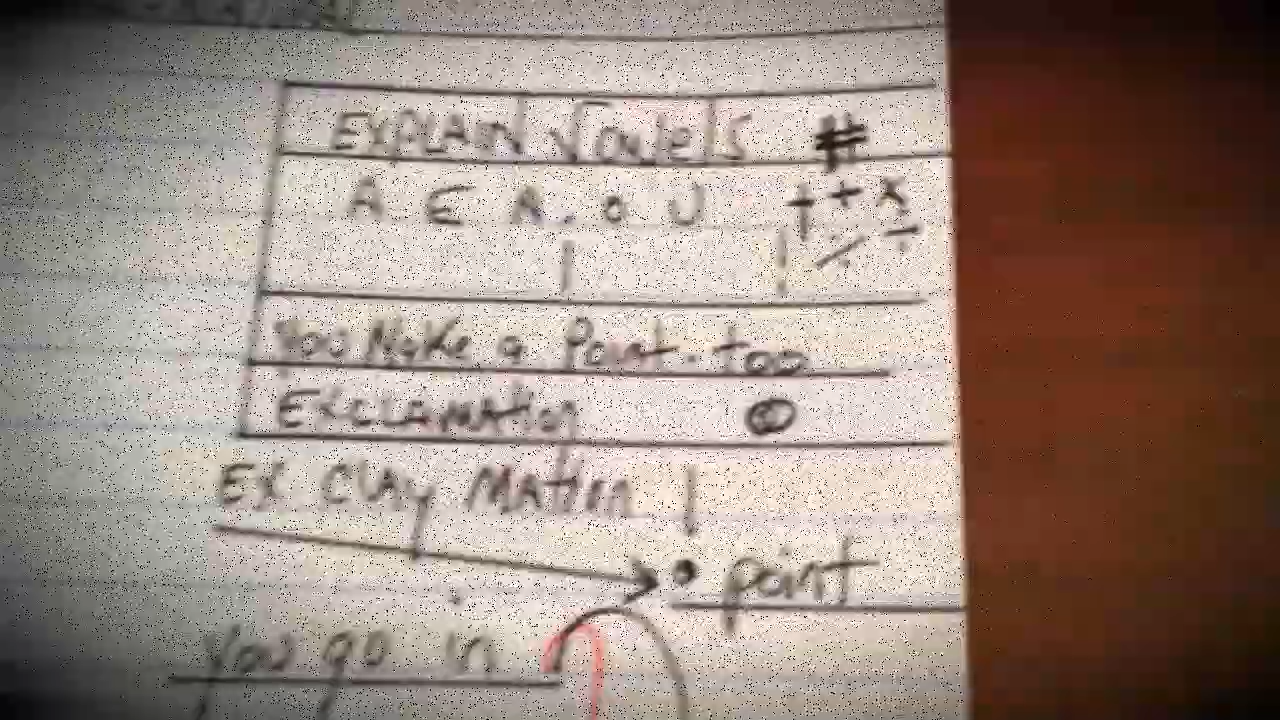 EXPLAIN Vowels #
A E R . O U + + x
/ ÷
You Make a Point. too
EXCLAMATION
EX CLAY MATION !
point
You go in